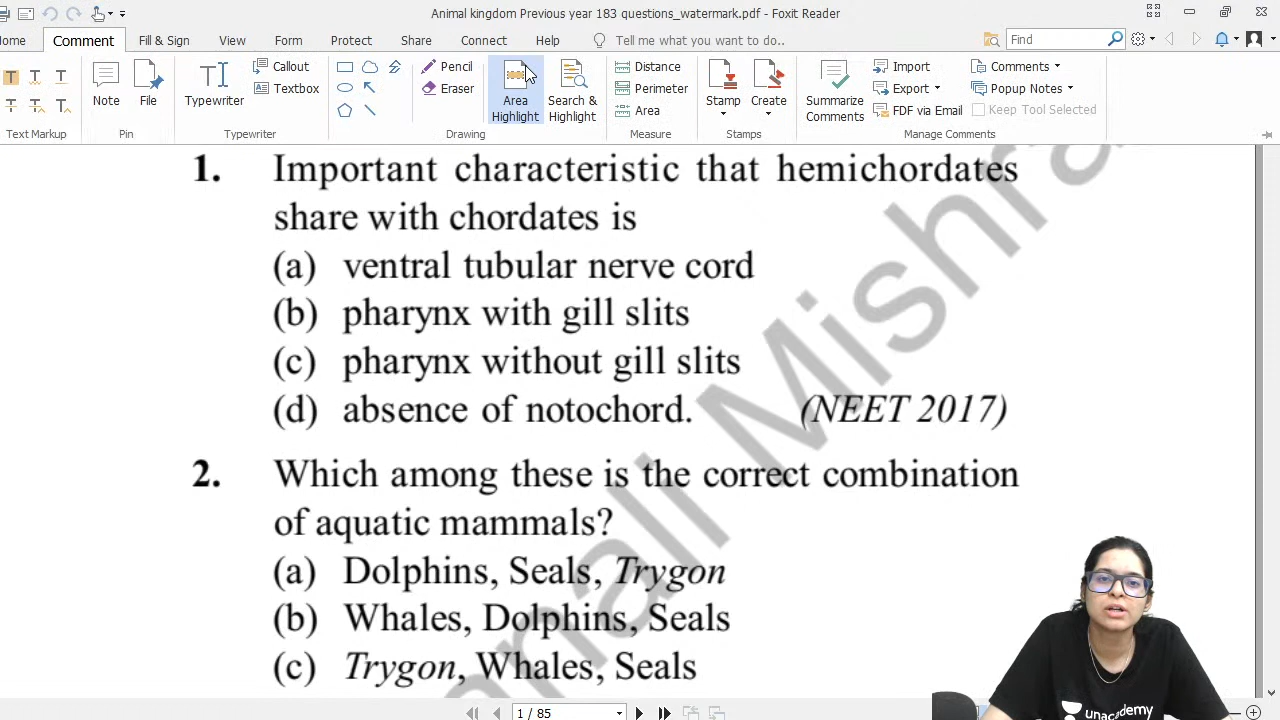 Animal kingdom Previous year 183 questions_watermark.pdf - Foxit Reader
ome Comment Fill & Sign View Form Protect Share Connect Help Tell me what you want to do.. Find
T T T
T T T
Text Markup
Note File
Pin
Typewriter Callout
Textbox
Typewriter
Pencil
Eraser
Area Highlight
Drawing
Search & Highlight
Distance
Perimeter
Area
Measure
Stamp Create
Stamps
Summarize Comments
Import
Export
FDF via Email
Comments
Popup Notes
Keep Tool Selected
Manage Comments
1. Important characteristic that hemichordates
share with chordates is
(a) ventral tubular nerve cord
(b) pharynx with gill slits
(c) pharynx without gill slits
(d) absence of notochord. (NEET 2017)
2. Which among these is the correct combination
of aquatic mammals?
(a) Dolphins, Seals, Trygon
(b) Whales, Dolphins, Seals
(c) Trygon, Whales, Seals
nali Mishra
unacademy
1 / 85